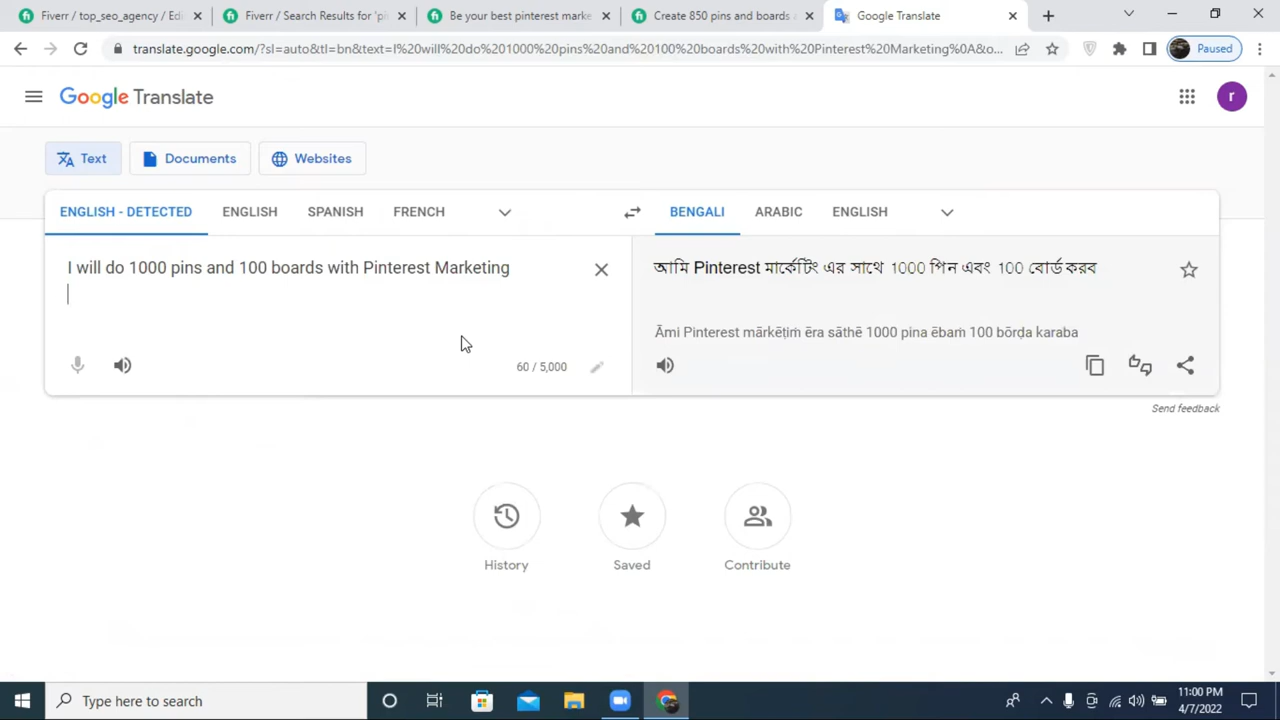 Fiverr / top_seo_agency / Edi
Fiverr / Search Results for 'pi
Be your best pinterest marke
Create 850 pins and boards a
Google Translate
translate.google.com/?sl=auto&tl=bn&text=I%20will%20do%201000%20pins%20and%20100%20boards%20with%20Pinterest%20Marketing%0A&o...
Paused
Google Translate
r
Text
Documents
Websites
ENGLISH - DETECTED
ENGLISH
SPANISH
FRENCH
BENGALI
ARABIC
ENGLISH
I will do 1000 pins and 100 boards with Pinterest Marketing
আমি Pinterest মার্কেটিং এর সাথে 1000 পিন এবং 100 বোর্ড করব
Āmi Pinterest mārkēṭiṁ ēra sāthē 1000 pina ēbaṁ 100 bōrḍa karaba
60 / 5,000
Send feedback
History
Saved
Contribute
Type here to search
11:00 PM
4/7/2022